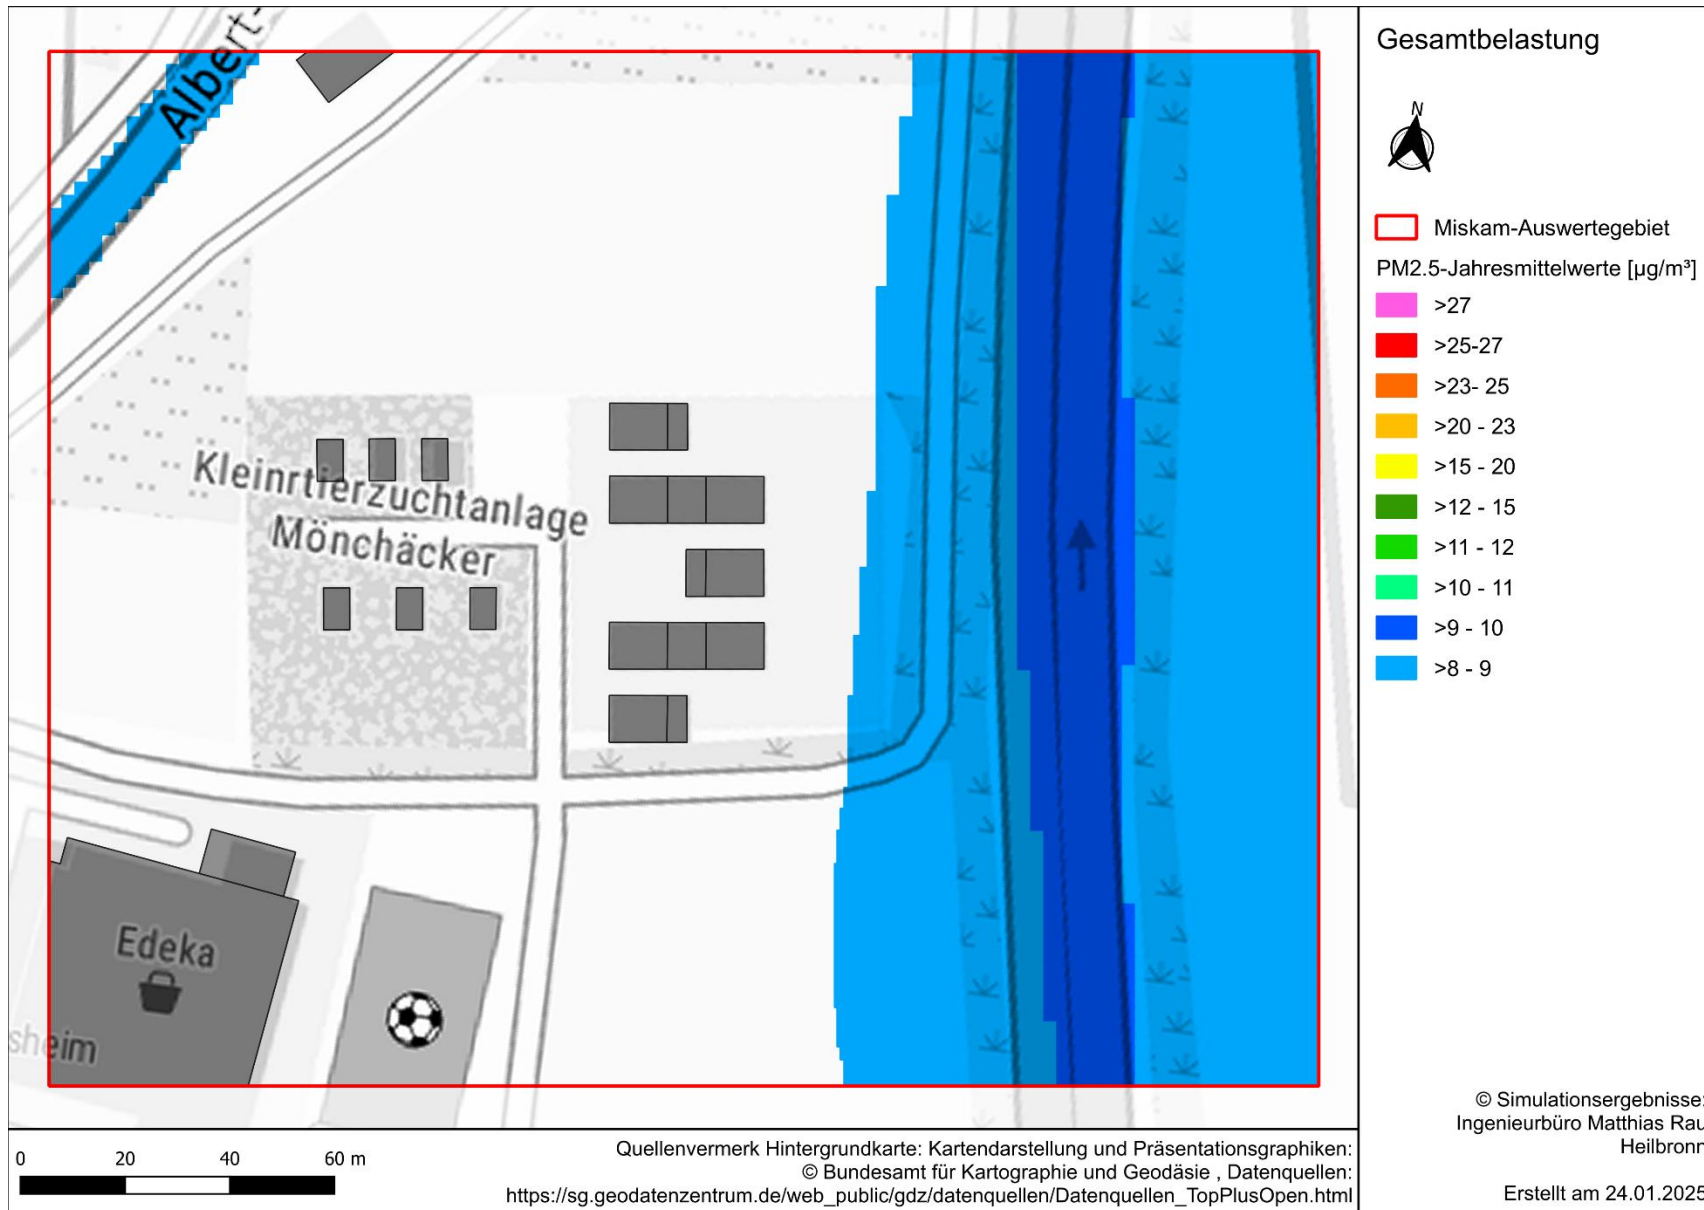 Albert-
Kleinrtierzuchtanlage
Mönchäcker
Edeka
sheim
Gesamtbelastung
N
Miskam-Auswertegebiet
PM2.5-Jahresmittelwerte [µg/m³]
>27
>25-27
>23- 25
>20 - 23
>15 - 20
>12 - 15
>11 - 12
>10 - 11
>9 - 10
>8 - 9
© Simulationsergebnisse:
Ingenieurbüro Matthias Rau
Heilbronn
Erstellt am 24.01.2025
0 20 40 60 m
Quellenvermerk Hintergrundkarte: Kartendarstellung und Präsentationsgraphiken:
© Bundesamt für Kartographie und Geodäsie , Datenquellen:
https://sg.geodatenzentrum.de/web_public/gdz/datenquellen/Datenquellen_TopPlusOpen.html